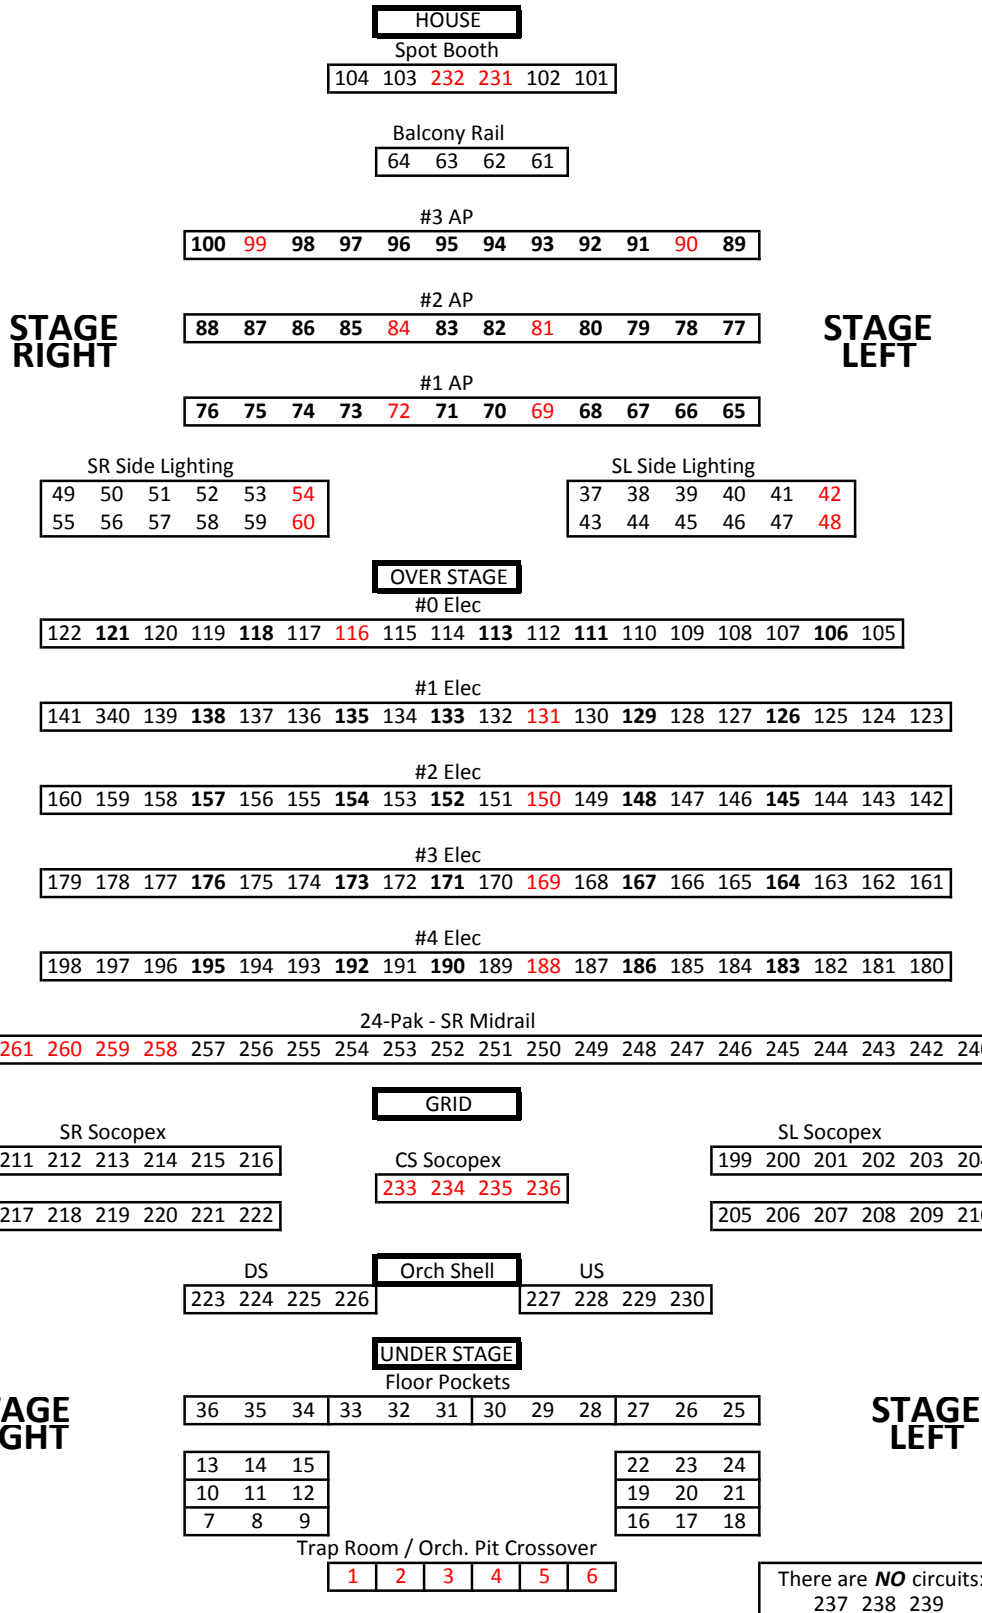 HOUSE
Spot Booth
104 103 232 231 102 101
Balcony Rail
64 63 62 61
#3 AP
100 99 98 97 96 95 94 93 92 91 90 89
#2 AP
STAGE RIGHT
88 87 86 85 84 83 82 81 80 79 78 77
STAGE LEFT
#1 AP
76 75 74 73 72 71 70 69 68 67 66 65
SR Side Lighting
49 50 51 52 53 54
55 56 57 58 59 60
SL Side Lighting
37 38 39 40 41 42
43 44 45 46 47 48
OVER STAGE
#0 Elec
122 121 120 119 118 117 116 115 114 113 112 111 110 109 108 107 106 105
#1 Elec
141 340 139 138 137 136 135 134 133 132 131 130 129 128 127 126 125 124 123
#2 Elec
160 159 158 157 156 155 154 153 152 151 150 149 148 147 146 145 144 143 142
#3 Elec
179 178 177 176 175 174 173 172 171 170 169 168 167 166 165 164 163 162 161
#4 Elec
198 197 196 195 194 193 192 191 190 189 188 187 186 185 184 183 182 181 180
24-Pak - SR Midrail
261 260 259 258 257 256 255 254 253 252 251 250 249 248 247 246 245 244 243 242
GRID
SR Socopex
211 212 213 214 215 216
217 218 219 220 221 222
CS Socopex
233 234 235 236
SL Socopex
199 200 201 202 203 204
205 206 207 208 209 210
DS
Orch Shell
US
223 224 225 226
227 228 229 230
UNDER STAGE
Floor Pockets
36 35 34 33 32 31 30 29 28 27 26 25
STAGE
LEFT
13 14 15
10 11 12
7 8 9
22 23 24
19 20 21
16 17 18
Trap Room / Orch. Pit Crossover
1 2 3 4 5 6
There are NO circuits:
237 238 239